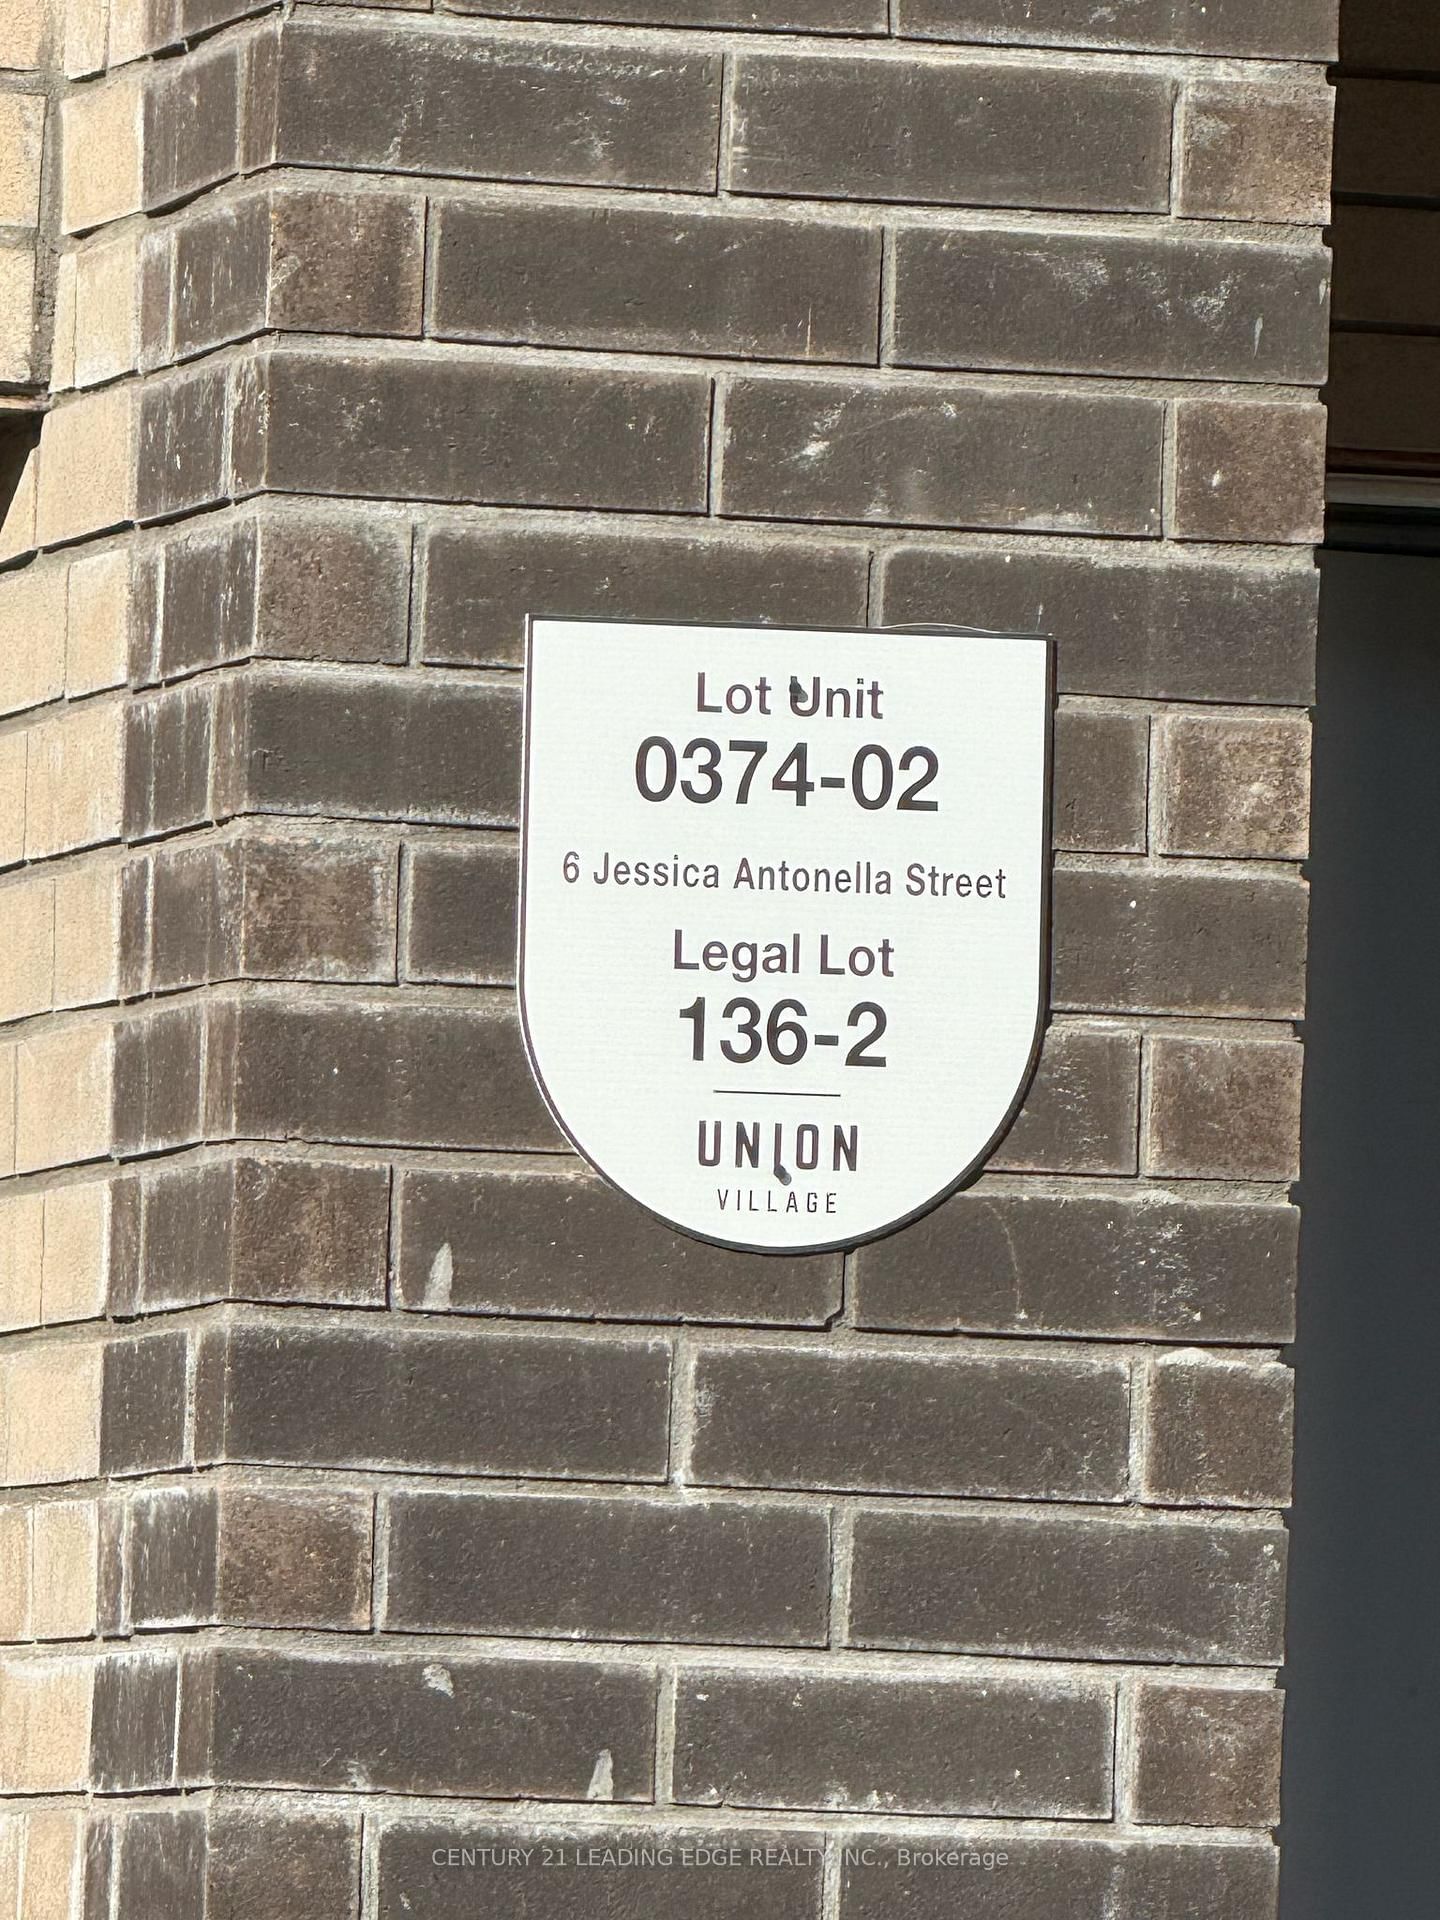 Lot Unit
0374-02
6 Jessica Antonella Street
Legal Lot
136-2
UNION
VILLAGE
CENTURY 21 LEADING EDGE REALTY INC., Brokerage